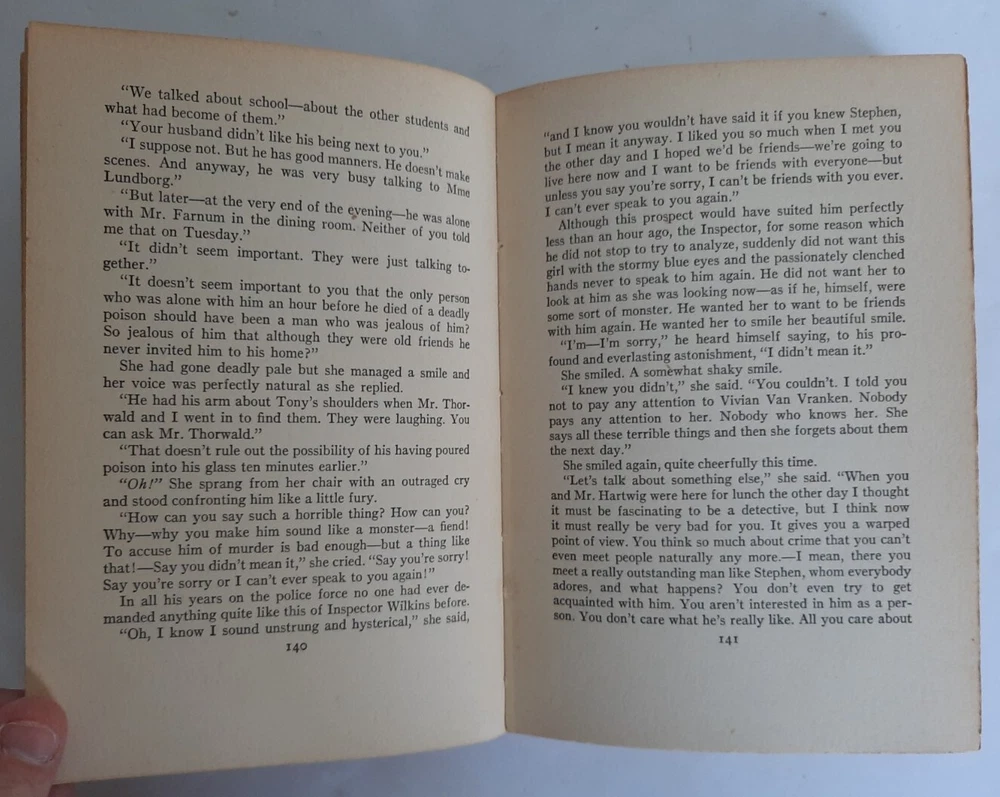 “We talked about school—about the other students and
what had become of them.”
“Your husband didn’t like his being next to you.”
“I suppose not. But he has good manners. He doesn’t make
scenes. And anyway, he was very busy talking to Mme
Lundborg.”
“But later—at the very end of the evening—he was alone
with Mr. Farnum in the dining room. Neither of you told
me that on Tuesday.”
“It didn’t seem important. They were just talking to-
gether.”
“It doesn’t seem important to you that the only person
who was alone with him an hour before he died of a deadly
poison should have been a man who was jealous of him?
So jealous of him that although they were old friends he
never invited him to his home?”
She had gone deadly pale but she managed a smile and
her voice was perfectly natural as she replied.
“He had his arm about Tony’s shoulders when Mr. Thor-
wald and I went in to find them. They were laughing. You
can ask Mr. Thorwald.”
“That doesn’t rule out the possibility of his having poured
poison into his glass ten minutes earlier.”
“Oh!” She sprang from her chair with an outraged cry
and stood confronting him like a little fury.
“How can you say such a horrible thing? How can you?
Why—why you make him sound like a monster—a fiend!
To accuse him of murder is bad enough—but a thing like
that!—Say you didn’t mean it,” she cried. “Say you’re sorry!
Say you’re sorry or I can’t ever speak to you again!”
In all his years on the police force no one had ever de-
manded anything quite like this of Inspector Wilkins before.
“Oh, I know I sound unstrung and hysterical,” she said,
140
“and I know you wouldn’t have said it if you knew Stephen,
but I mean it anyway. I liked you so much when I met you
the other day and I hoped we’d be friends—we’re going to
live here now and I want to be friends with everyone—but
unless you say you’re sorry, I can’t be friends with you ever.
I can’t ever speak to you again.”
Although this prospect would have suited him perfectly
less than an hour ago, the Inspector, for some reason which
he did not stop to try to analyze, suddenly did not want this
girl with the stormy blue eyes and the passionately clenched
hands never to speak to him again. He did not want her to
look at him as she was looking now—as if he, himself, were
some sort of monster. He wanted her to want to be friends
with him again. He wanted her to smile her beautiful smile.
“I’m—I’m sorry,” he heard himself saying, to his pro-
found and everlasting astonishment, “I didn’t mean it.”
She smiled. A somewhat shaky smile.
“I knew you didn’t,” she said. “You couldn’t. I told you
not to pay any attention to Vivian Van Vranken. Nobody
pays any attention to her. Nobody who knows her. She
says all these terrible things and then she forgets about them
the next day.”
She smiled again, quite cheerfully this time.
“Let’s talk about something else,” she said. “When you
and Mr. Hartwig were here for lunch the other day I thought
it must be fascinating to be a detective, but I think now
it must really be very bad for you. It gives you a warped
point of view. You think so much about crime that you can’t
even meet people naturally any more.—I mean, there you
meet a really outstanding man like Stephen, whom everybody
adores, and what happens? You don’t even try to get
acquainted with him. You aren’t interested in him as a per-
son. You don’t care what he’s really like. All you care about
141